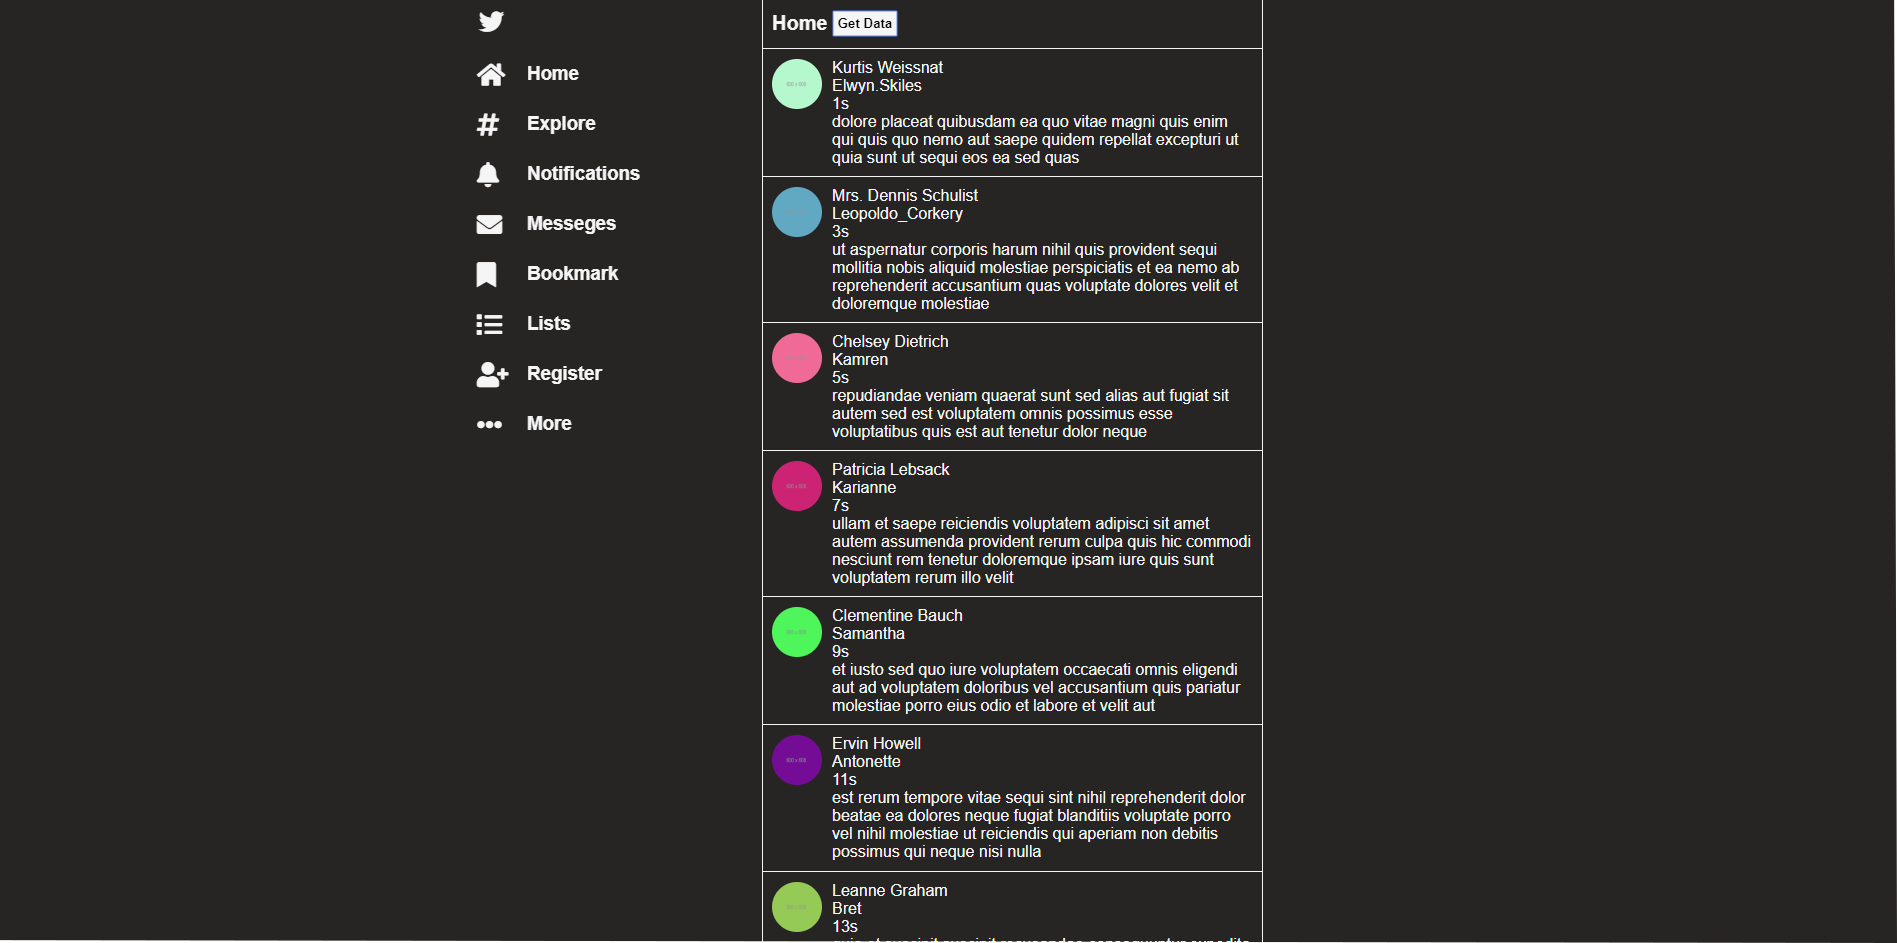 Home
Explore
Notifications
Messeges
Bookmark
Lists
Register
More
Home Get Data
Kurtis Weissnat
Elwyn.Skiles
1s
dolore placeat quibusdam ea quo vitae magni quis enim
qui quis quo nemo aut saepe quidem repellat excepturi ut
quia sunt ut sequi eos ea sed quas
Mrs. Dennis Schulist
Leopoldo_Corkery
3s
ut aspernatur corporis harum nihil quis provident sequi
mollitia nobis aliquid molestiae perspiciatis et ea nemo ab
reprehenderit accusantium quas voluptate dolores velit et
doloremque molestiae
Chelsey Dietrich
Kamren
5s
repudiandae veniam quaerat sunt sed alias aut fugiat sit
autem sed est voluptatem omnis possimus esse
voluptatibus quis est aut tenetur dolor neque
Patricia Lebsack
Karianne
7s
ullam et saepe reiciendis voluptatem adipisci sit amet
autem assumenda provident rerum culpa quis hic commodi
nesciunt rem tenetur doloremque ipsam iure quis sunt
voluptatem rerum illo velit
Clementine Bauch
Samantha
9s
et iusto sed quo iure voluptatem occaecati omnis eligendi
aut ad voluptatem doloribus vel accusantium quis pariatur
molestiae porro eius odio et labore et velit aut
Ervin Howell
Antonette
11s
est rerum tempore vitae sequi sint nihil reprehenderit dolor
beatae ea dolores neque fugiat blanditiis voluptate porro
vel nihil molestiae ut reiciendis qui aperiam non debitis
possimus qui neque nisi nulla
Leanne Graham
Bret
13s